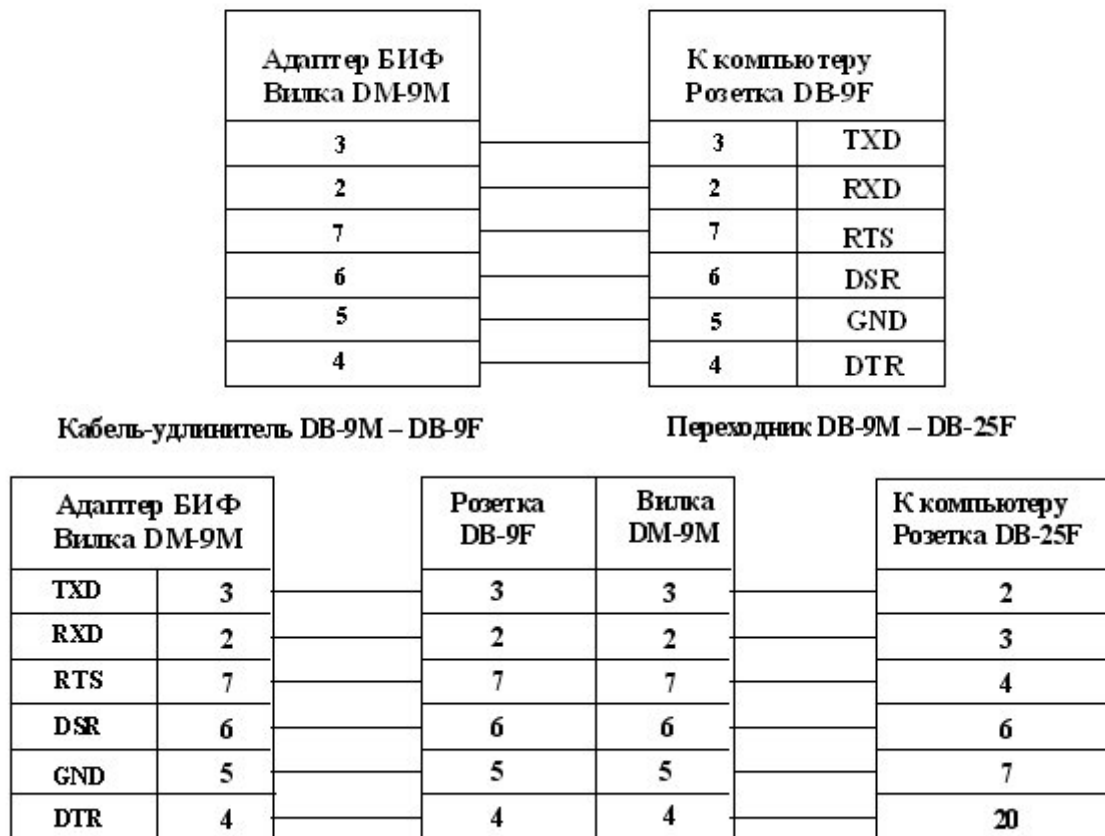 Адаптер БИФ
Вилка DM-9M
К компьютеру
Розетка DB-9F
3 3 TXD
2 2 RXD
7 7 RTS
6 6 DSR
5 5 GND
4 4 DTR
Кабель-удлинитель DB-9M – DB-9F
Переходник DB-9M – DB-25F
Адаптер БИФ
Вилка DM-9M
Розетка
DB-9F
Вилка
DM-9M
К компьютеру
Розетка DB-25F
TXD 3 3 3 2
RXD 2 2 2 3
RTS 7 7 7 4
DSR 6 6 6 6
GND 5 5 5 7
DTR 4 4 4 20